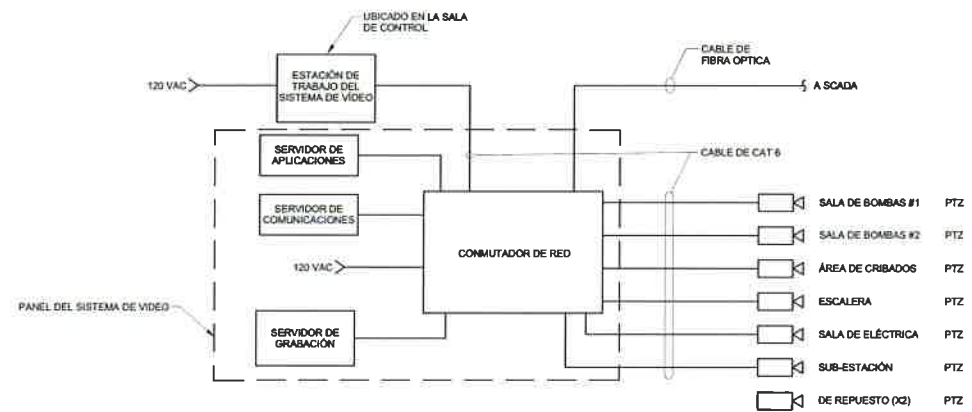 UBICADO EN LA SALA
DE CONTROL
120 VAC
ESTACIÓN DE
TRABAJO DEL
SISTEMA DE VÍDEO
CABLE DE
FIBRA OPTICA
A SCADA
SERVIDOR DE
APLICACIONES
CABLE DE CAT 6
SERVIDOR DE
COMUNICACIONES
CONMUTADOR DE RED
120 VAC
PANEL DEL SISTEMA DE VIDEO
SERVIDOR DE
GRABACIÓN
SALA DE BOMBAS #1 PTZ
SALA DE BOMBAS #2 PTZ
ÁREA DE CRIBADOS PTZ
ESCALERA PTZ
SALA DE ELÉCTRICA PTZ
SUB-ESTACIÓN PTZ
DE REPUESTO (X2) PTZ